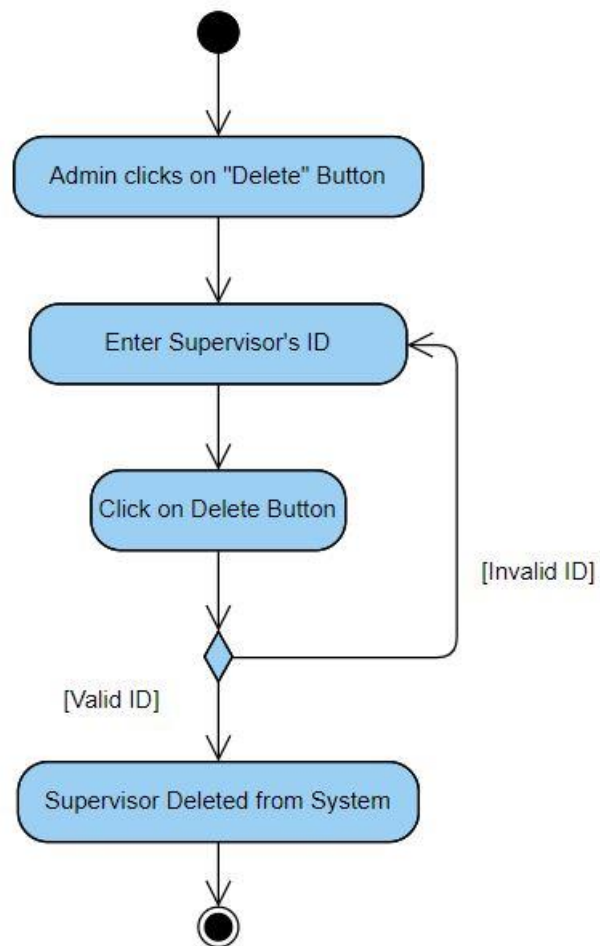 Admin clicks on "Delete" Button
Enter Supervisor's ID
Click on Delete Button
[Invalid ID]
[Valid ID]
Supervisor Deleted from System